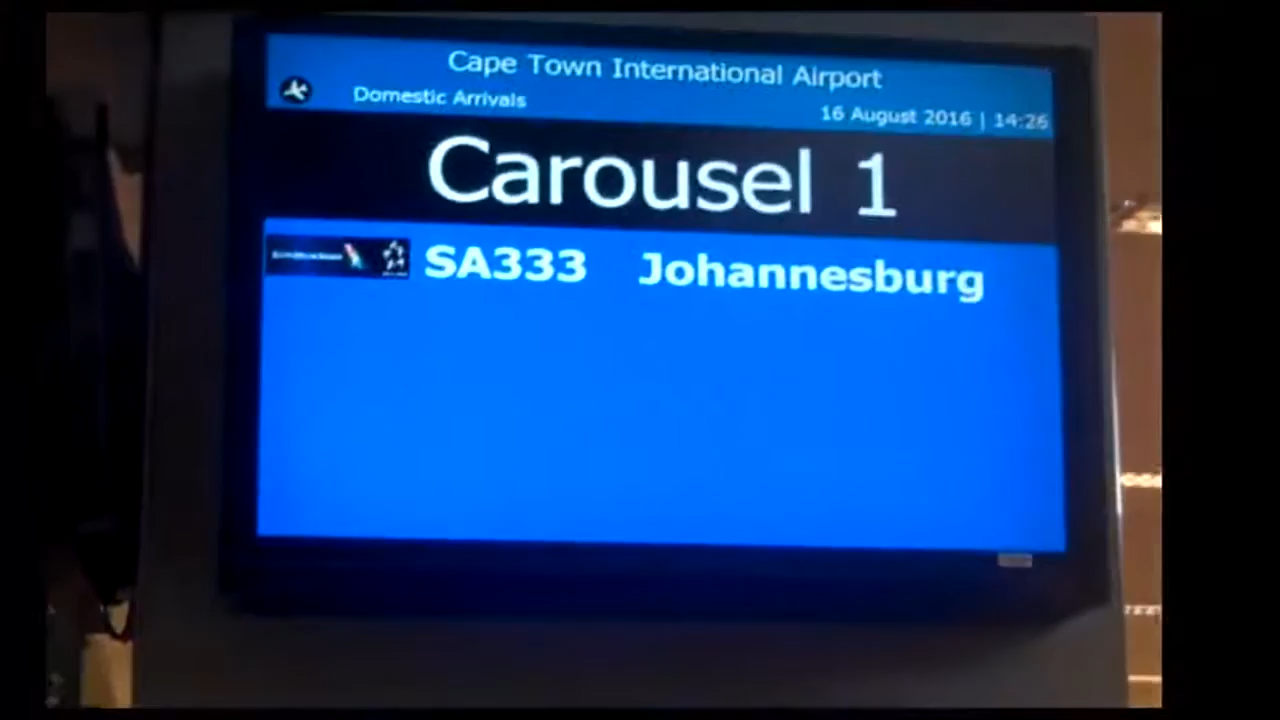 Cape Town International Airport
Domestic Arrivals
16 August 2016 | 14:26
Carousel 1
SA333 Johannesburg